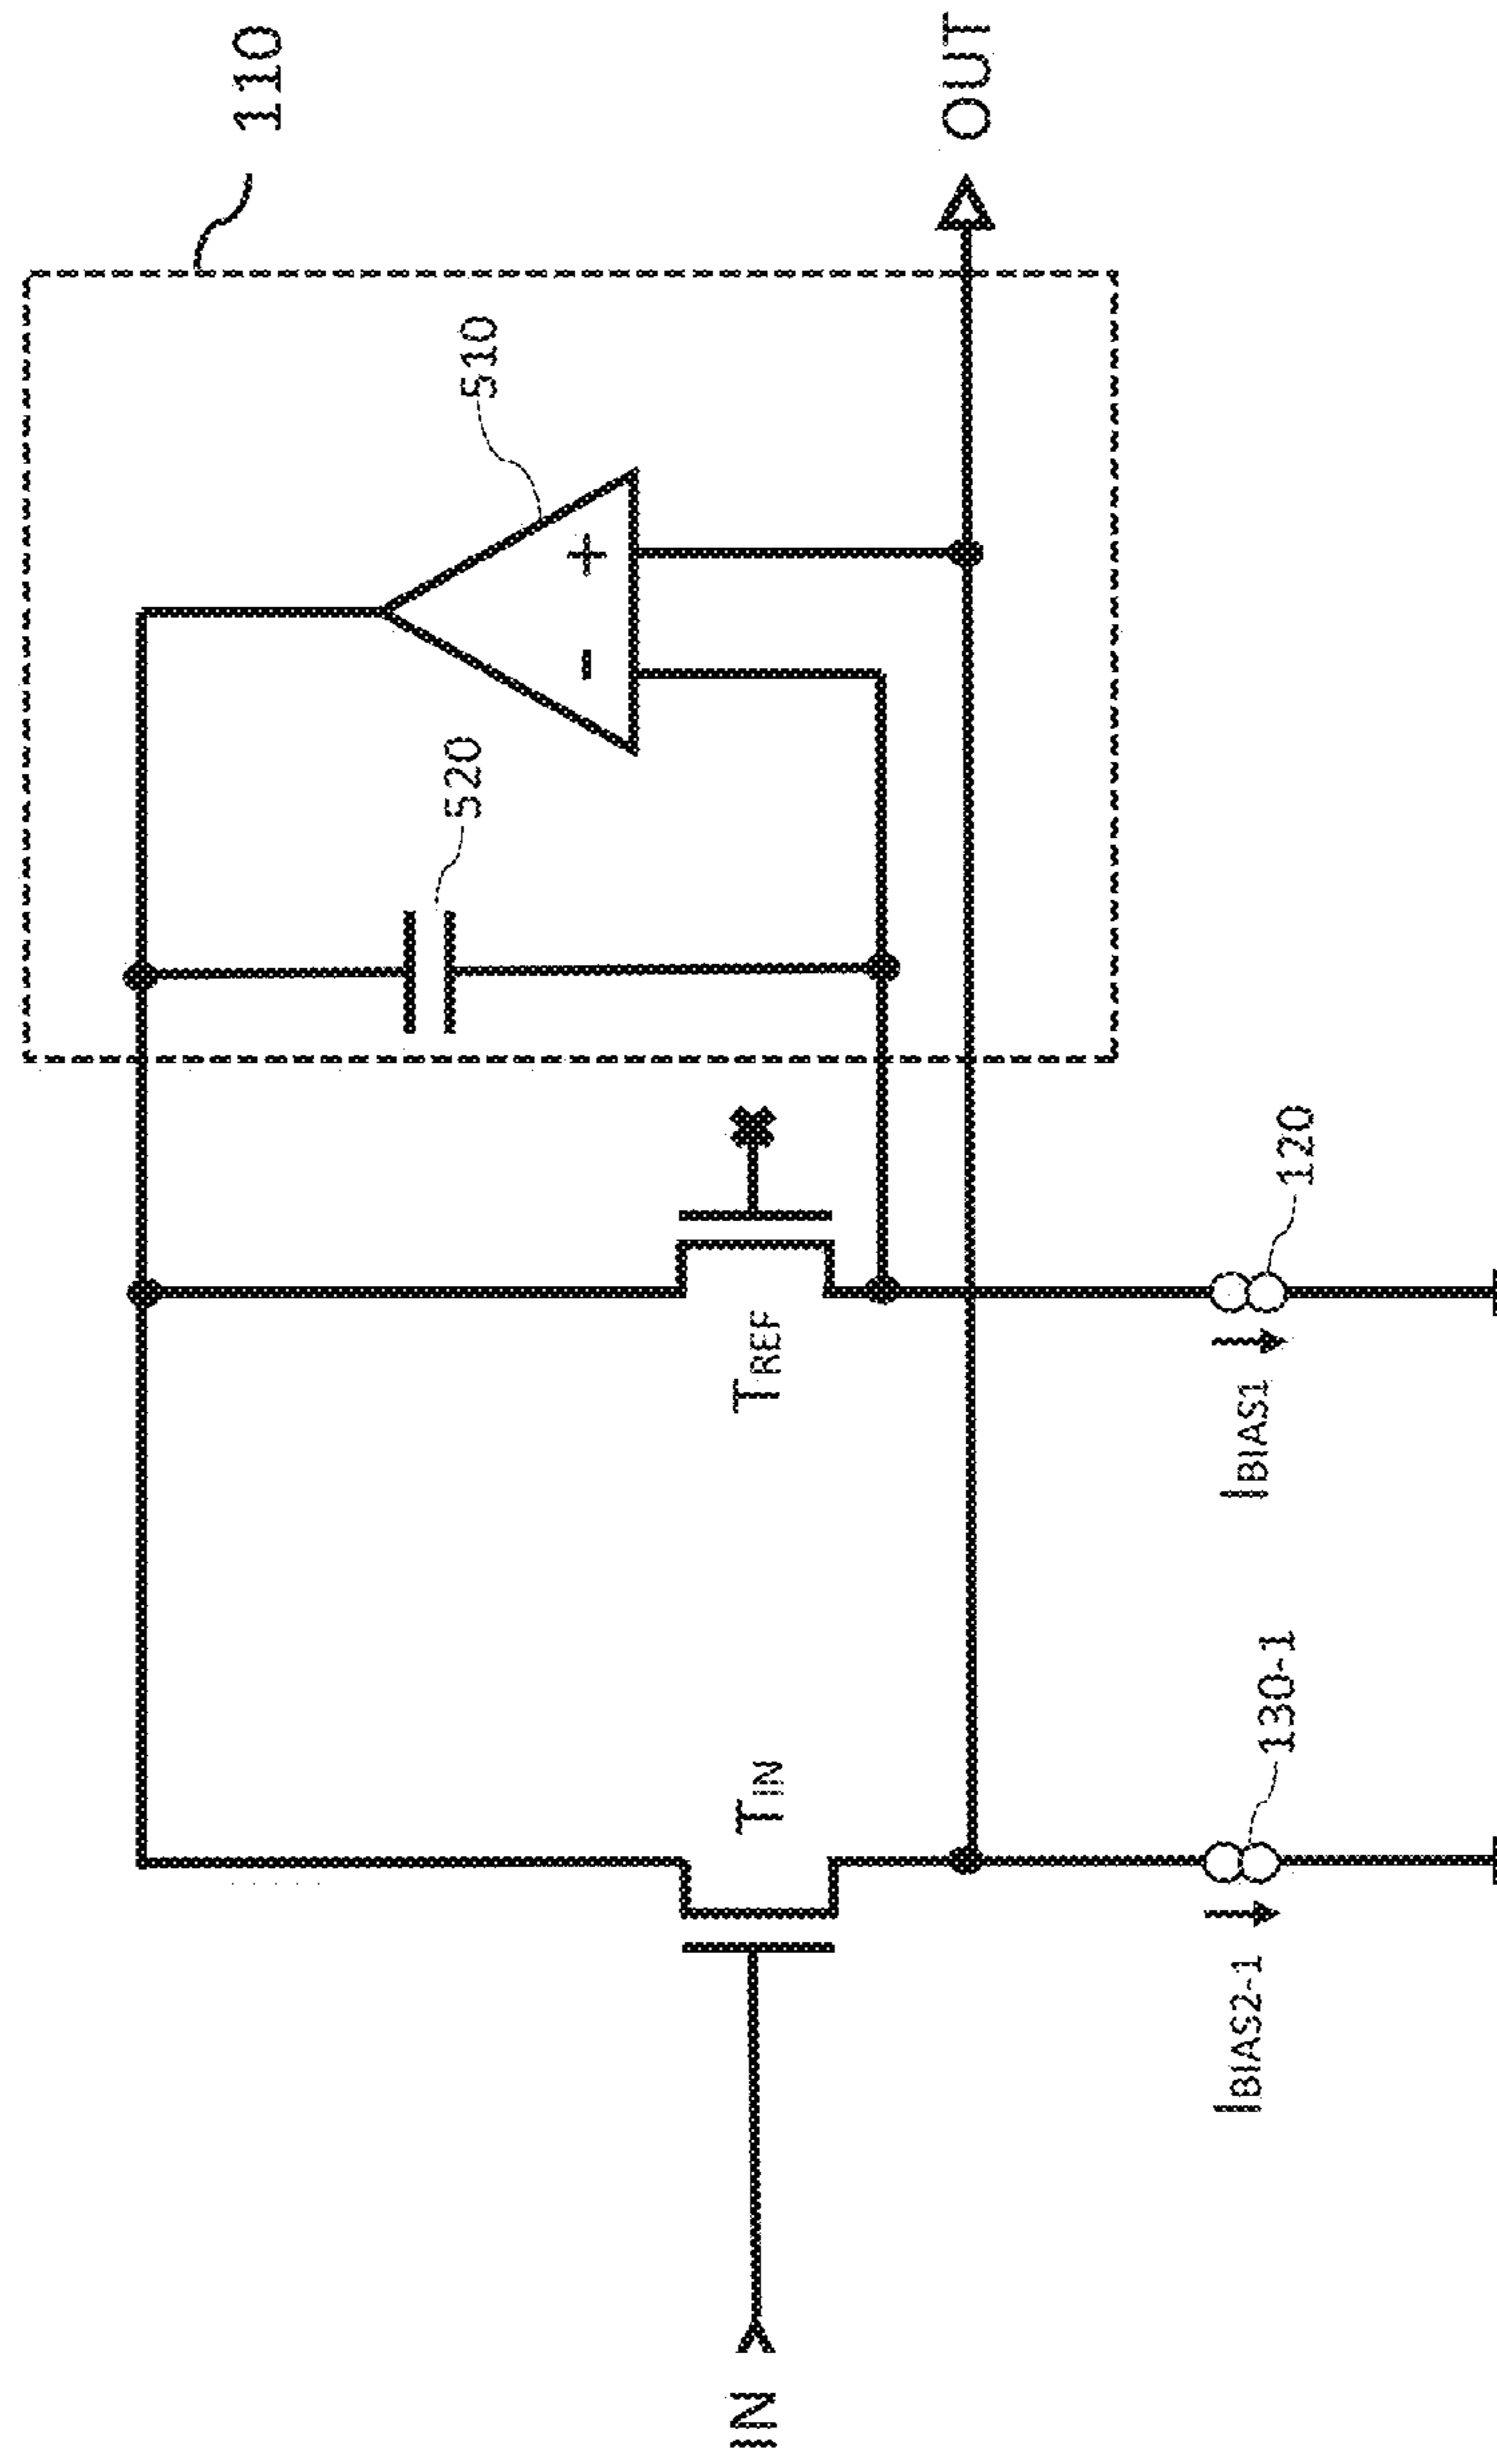 110
OUT
510
+
-
520
TREF
120
IBIAS1
TIN
130-1
IBIAS2-1
IN